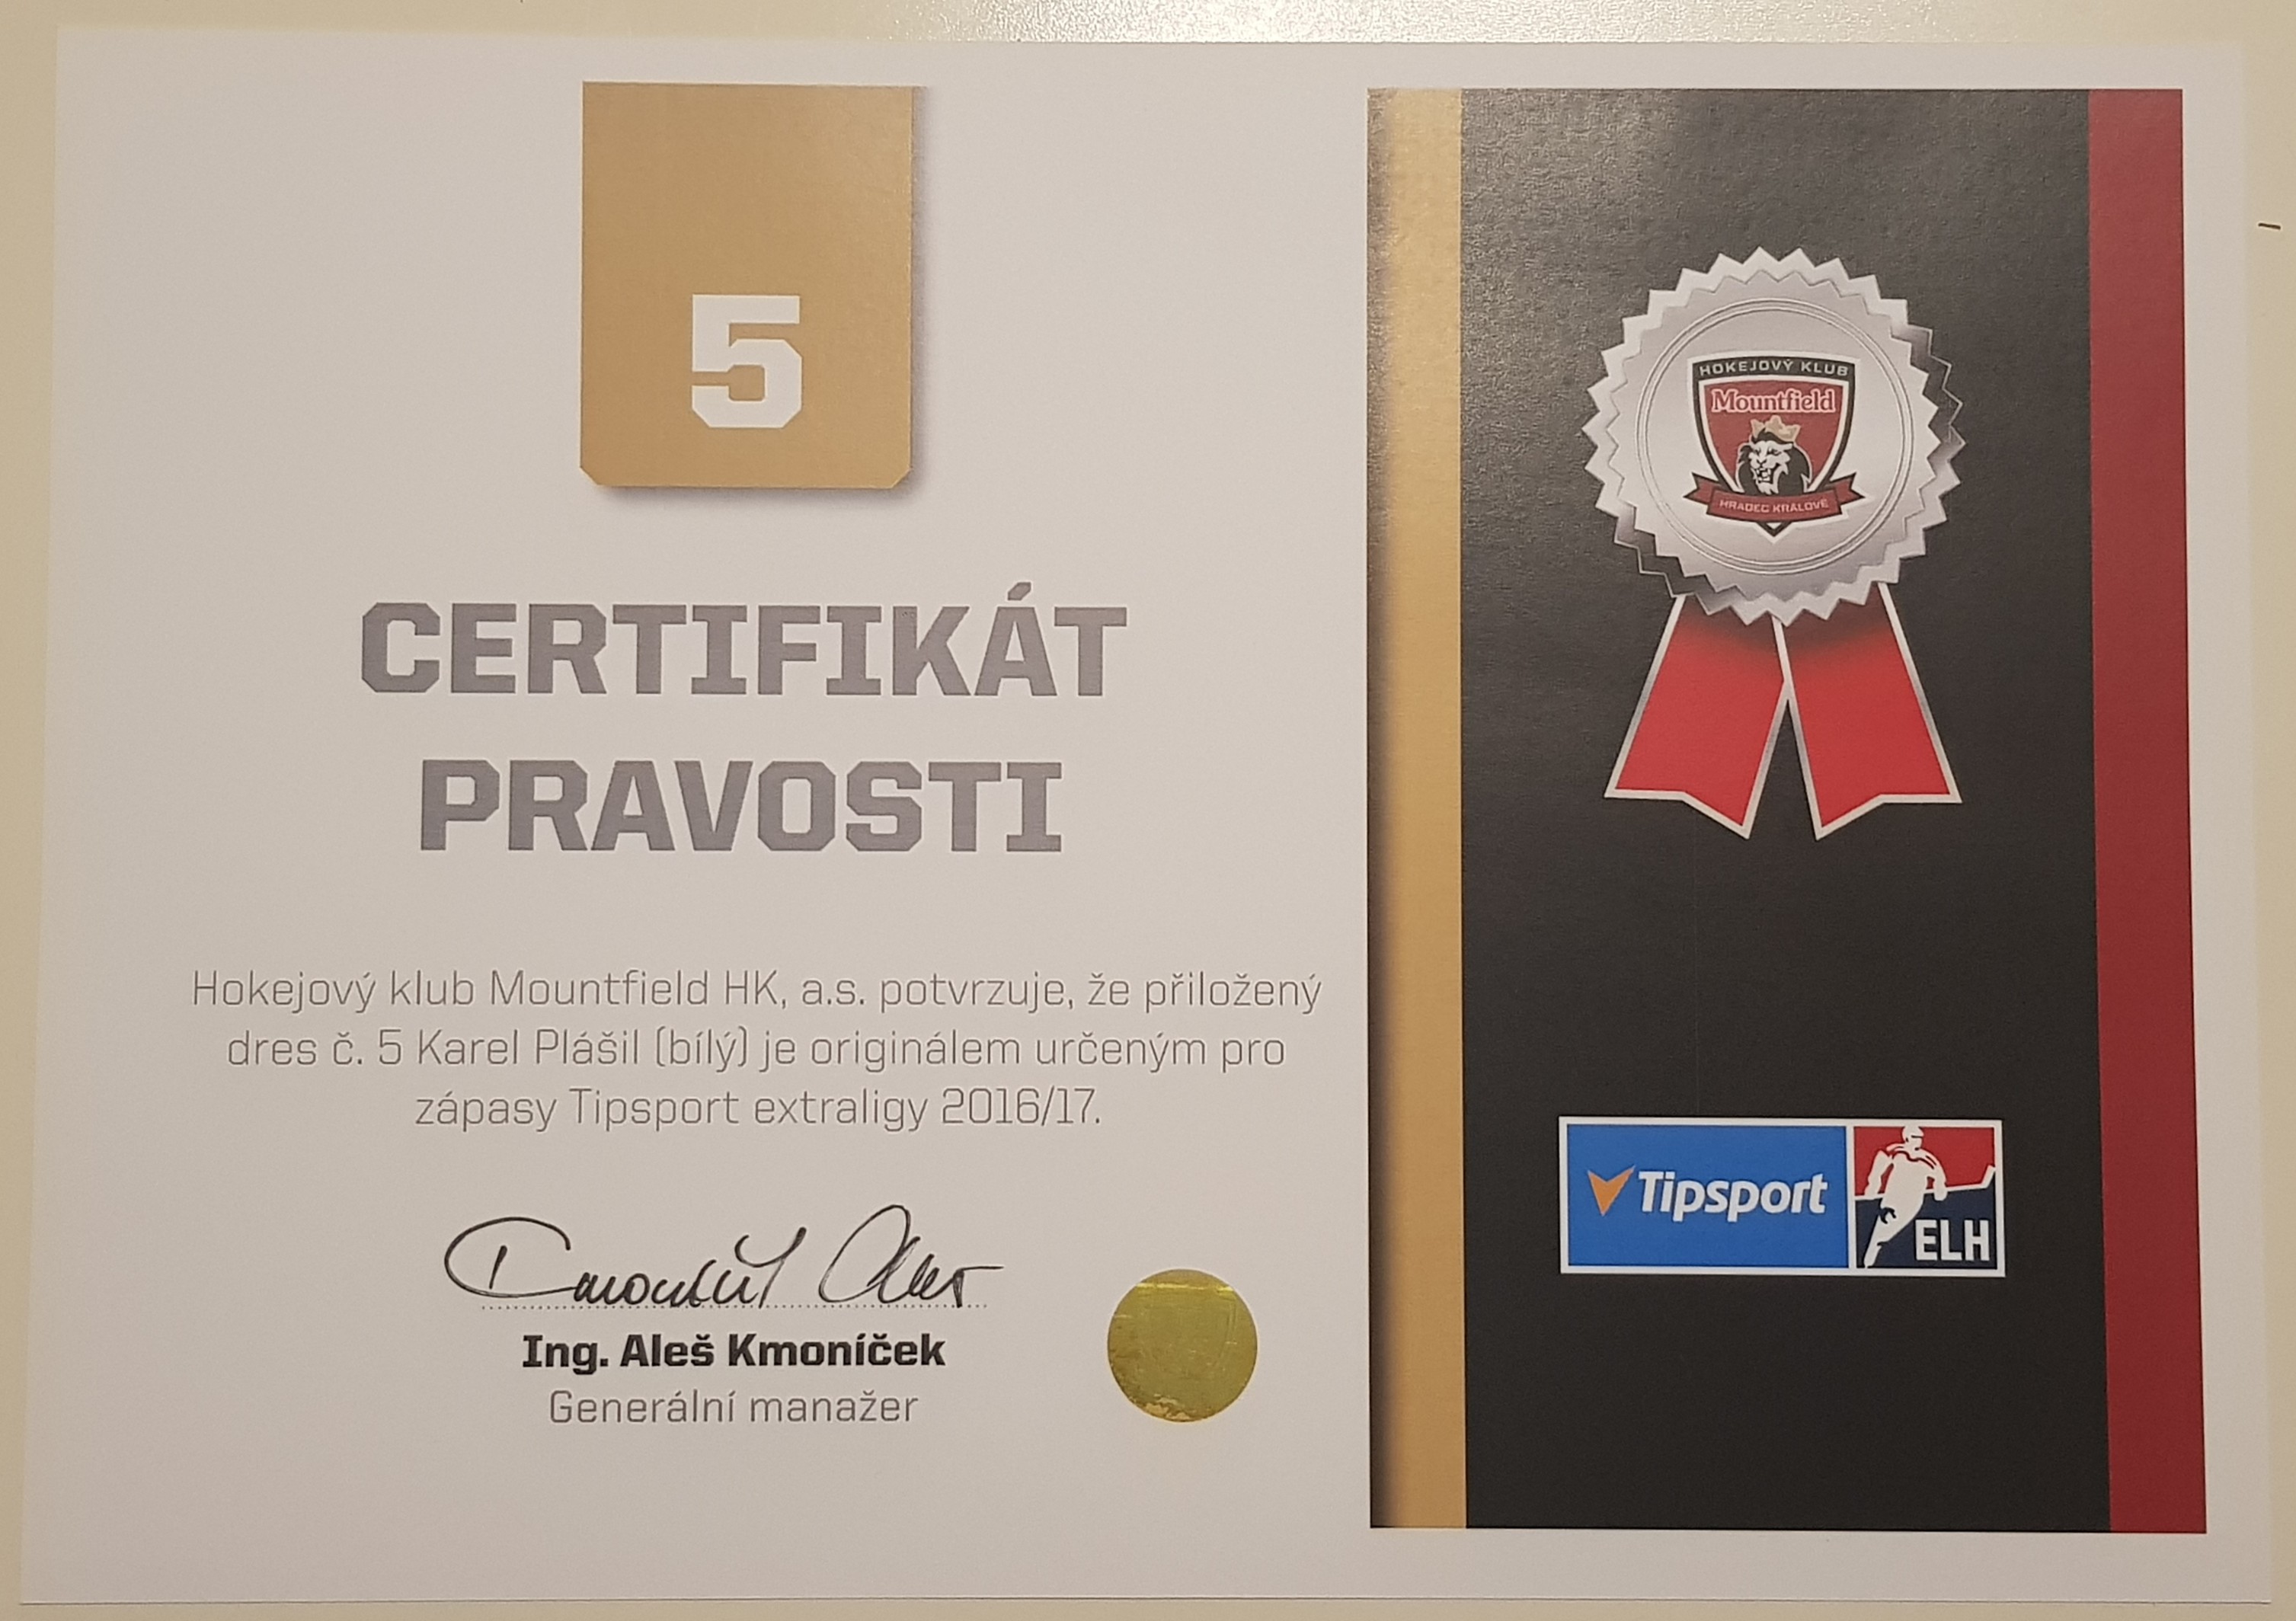 5
CERTIFIKÁT
PRAVOSTI
Hokejový klub Mountfield HK, a.s. potvrzuje, že přiložený
dres č. 5 Karel Plášil (bílý) je originálem určeným pro
zápasy Tipsport extraligy 2016/17.
Ing. Aleš Kmoníček
Generální manažer
HOKEJOVÝ KLUB
Mountfield
HRADEC KRÁLOVÉ
Tipsport
ELH